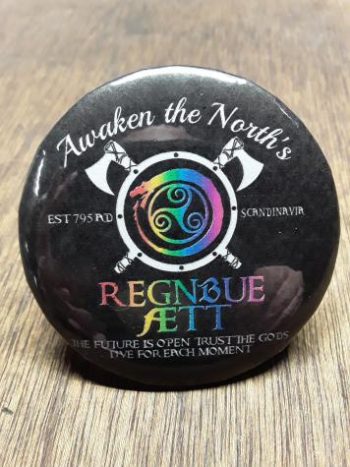 Awaken the North's
EST 795 AD
SCANDINAVIA
REGNBUE
ÆTT
THE FUTURE IS OPEN TRUST THE GODS
LIVE FOR EACH MOMENT